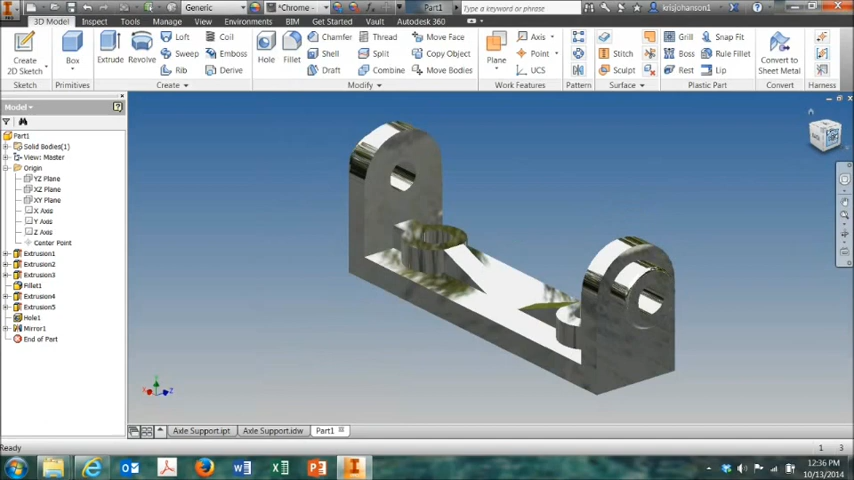 Generic
*Chrome -
Part1
Type a keyword or phrase
krisjohanson1
3D Model Inspect Tools Manage View Environments BIM Get Started Vault Autodesk 360
Create
2D Sketch
Box
Extrude
Revolve
Loft
Sweep
Rib
Coil
Emboss
Derive
Hole
Fillet
Chamfer
Shell
Draft
Thread
Split
Combine
Move Face
Copy Object
Move Bodies
Plane
Axis
Point
UCS
Stitch
Sculpt
Grill
Boss
Rest
Snap Fit
Rule Fillet
Lip
Convert to
Sheet Metal
Sketch Primitives Create Modify Work Features Pattern Surface Plastic Part Convert Harness
Model
Part1
Solid Bodies(1)
View: Master
Origin
YZ Plane
XZ Plane
XY Plane
X Axis
Y Axis
Z Axis
Center Point
Extrusion1
Extrusion2
Extrusion3
Fillet1
Extrusion4
Extrusion5
Hole1
Mirror1
End of Part
Axle Support.ipt Axle Support.idw Part1
Ready
1 3
12:36 PM
10/13/2014